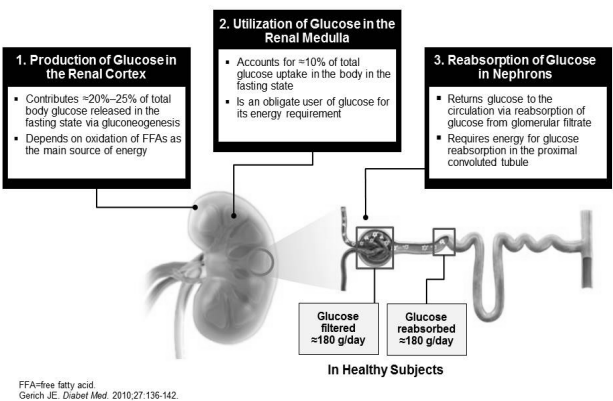 1. Production of Glucose in
the Renal Cortex
▪ Contributes ≈20%–25% of total
body glucose released in the
fasting state via gluconeogenesis
▪ Depends on oxidation of FFAs as
the main source of energy
2. Utilization of Glucose in the
Renal Medulla
▪ Accounts for ≈10% of total
glucose uptake in the body in the
fasting state
▪ Is an obligate user of glucose for
its energy requirement
3. Reabsorption of Glucose
in Nephrons
▪ Returns glucose to the
circulation via reabsorption of
glucose from glomerular filtrate
▪ Requires energy for glucose
reabsorption in the proximal
convoluted tubule
Glucose
filtered
≈180 g/day
Glucose
reabsorbed
≈180 g/day
In Healthy Subjects
FFA=free fatty acid.
Gerich JE. Diabet Med. 2010;27:136-142.